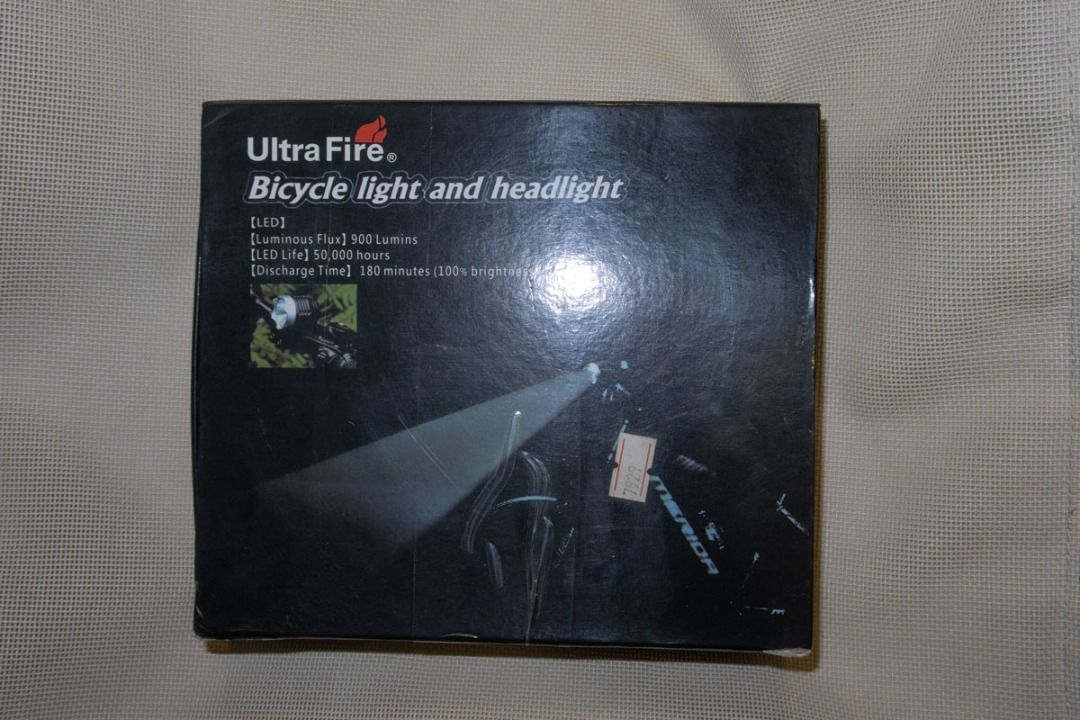 UltraFire®
Bicycle light and headlight
【LED】
【Luminous Flux】900 Lumins
【LED Life】50,000 hours
【Discharge Time】 180 minutes (100% brightness
MERIDA